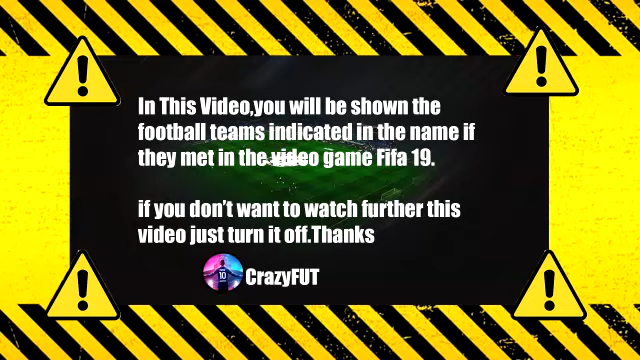 In This Video,you will be shown the
football teams indicated in the name if
they met in the video game Fifa 19.
if you don't want to watch further this
video just turn it off.Thanks
10
CrazyFUT